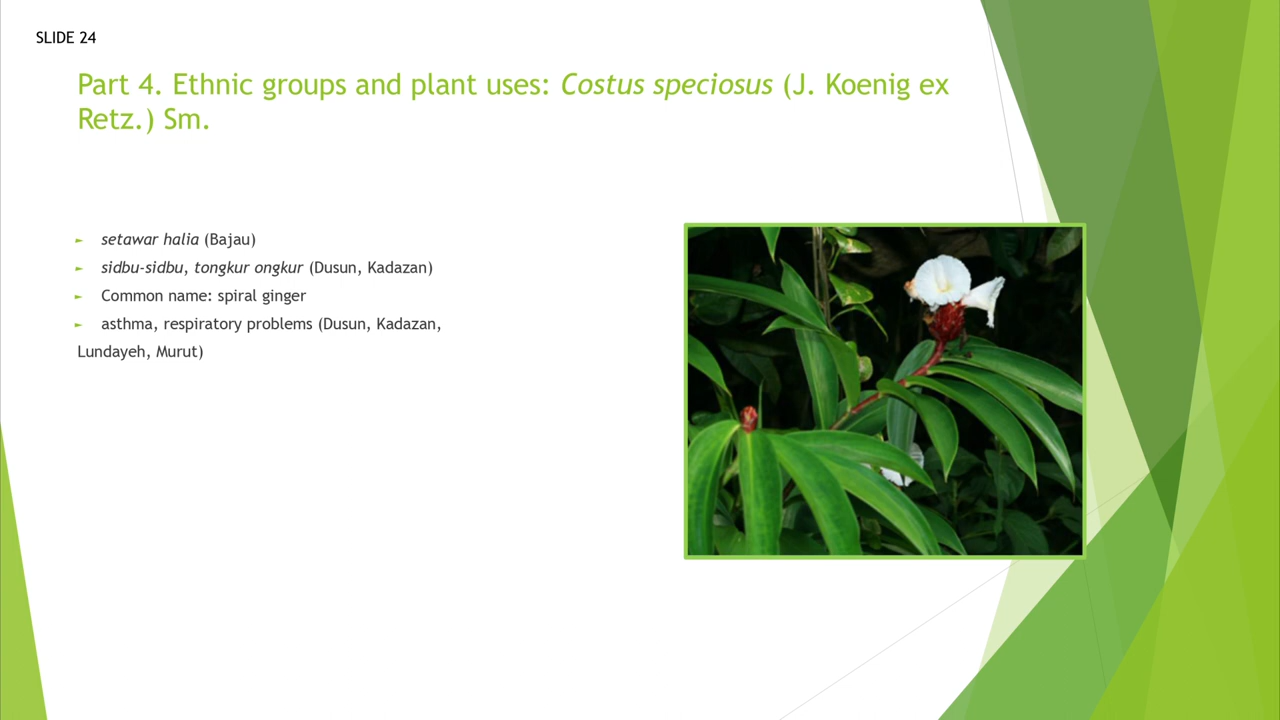 SLIDE 24
Part 4. Ethnic groups and plant uses: Costus speciosus (J. Koenig ex
Retz.) Sm.
► setawar halia (Bajau)
► sidbu-sidbu, tongkur ongkur (Dusun, Kadazan)
► Common name: spiral ginger
► asthma, respiratory problems (Dusun, Kadazan,
Lundayeh, Murut)